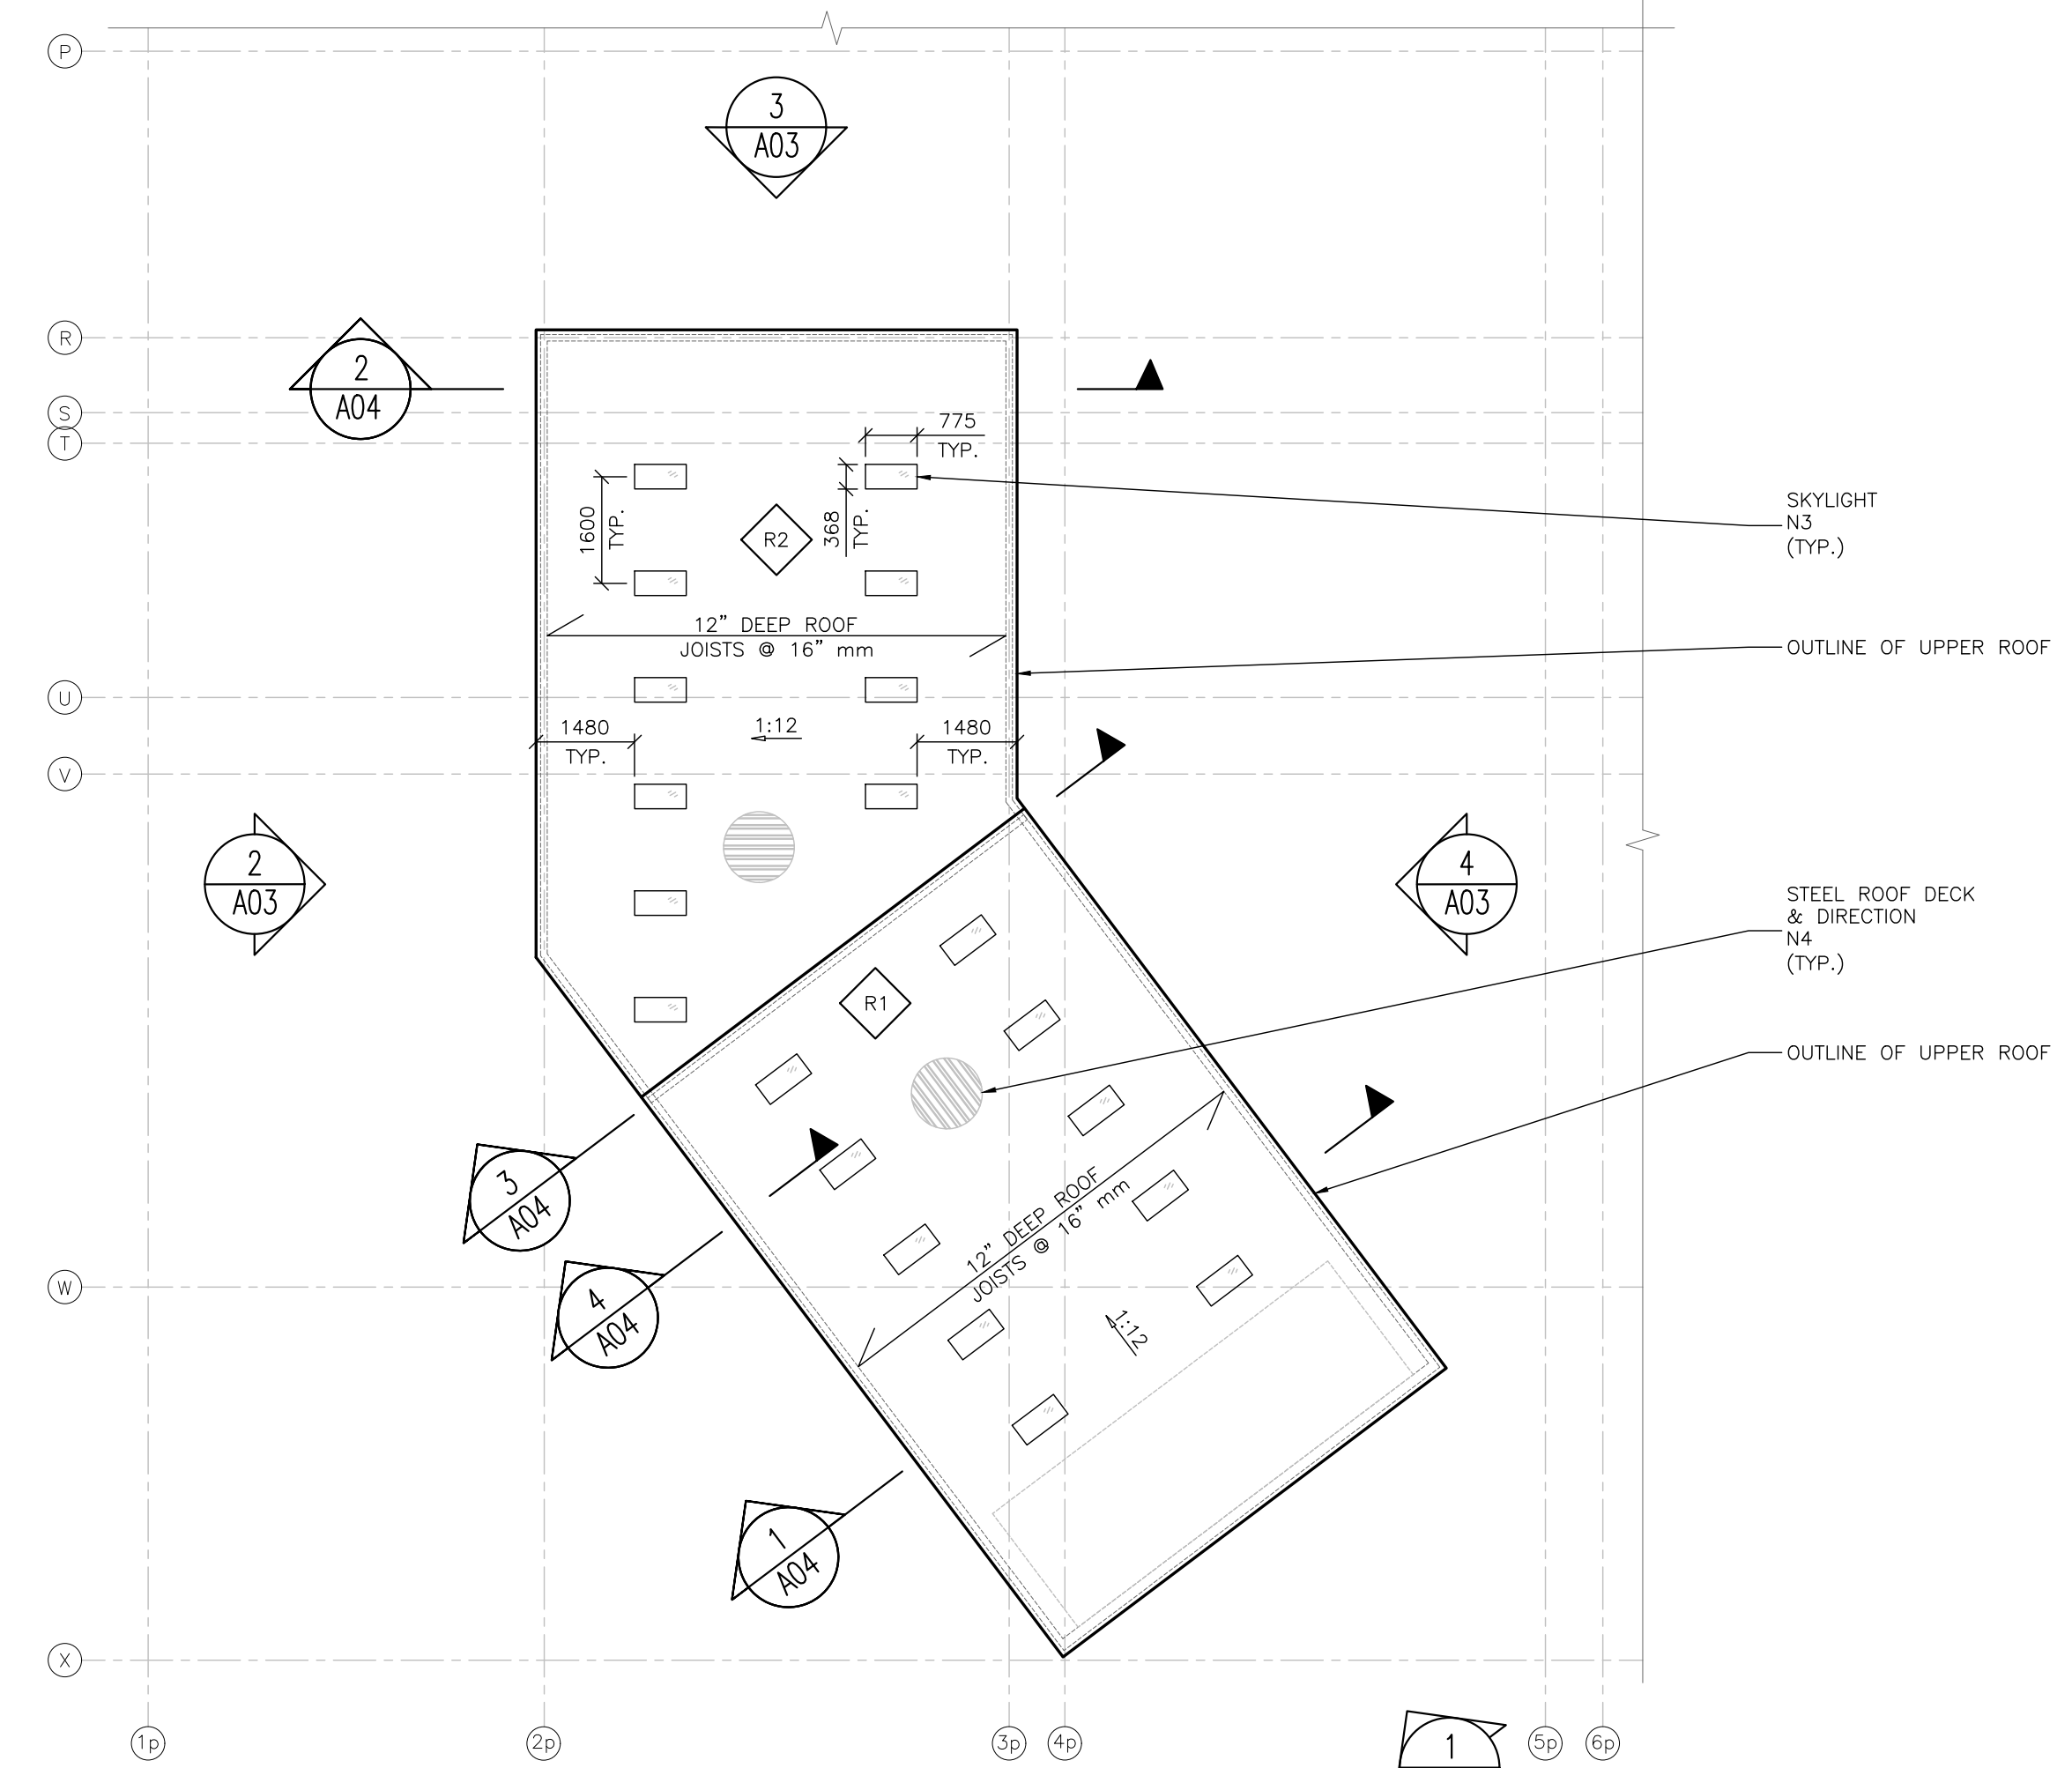 P
3
A03
R
2
A04
S
T
775
TYP.
1600
TYP.
368
TYP.
R2
SKYLIGHT
N3
(TYP.)
12” DEEP ROOF
JOISTS @ 16” mm
OUTLINE OF UPPER ROOF
U
1480
TYP.
1:12
1480
TYP.
V
2
A03
4
A03
STEEL ROOF DECK
& DIRECTION
N4
(TYP.)
R1
OUTLINE OF UPPER ROOF
3
A04
12” DEEP ROOF
JOISTS @ 16” mm
W
4
A04
1:12
1
A04
X
1p
2p
3p
4p
1
5p
6p